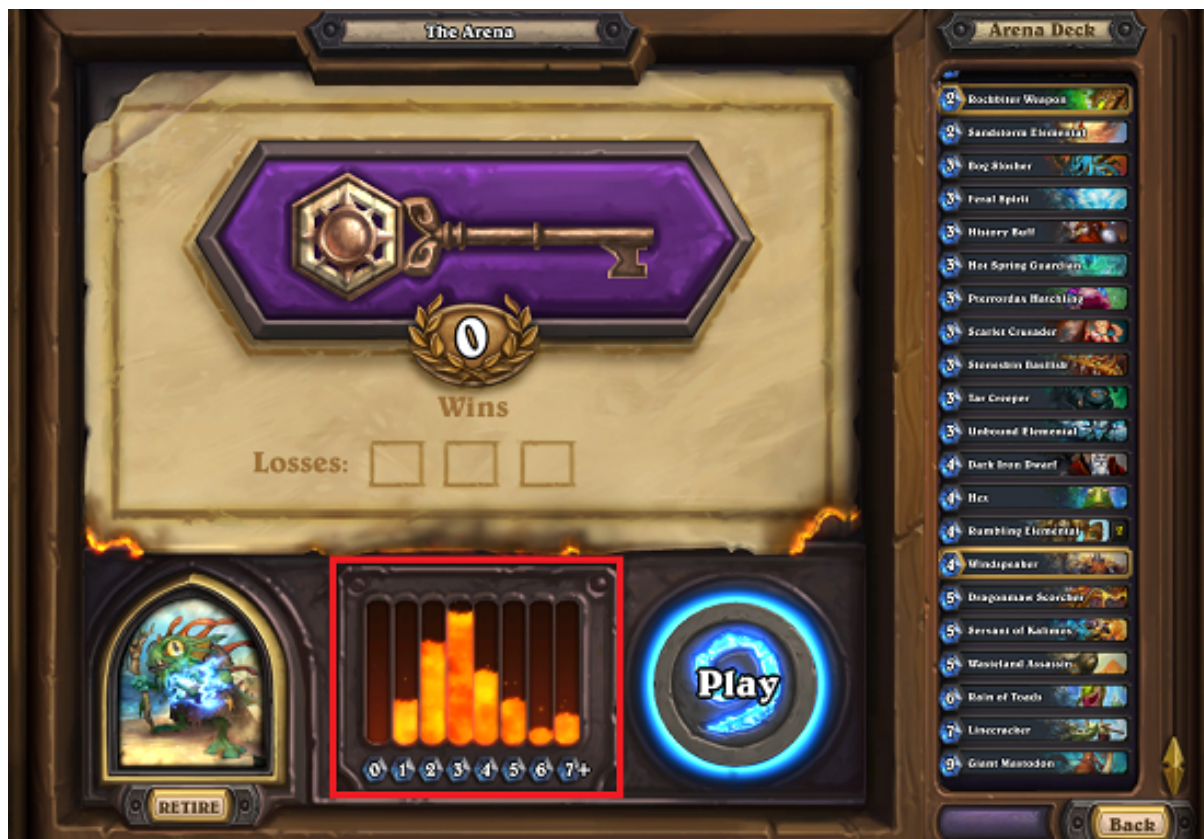 The Arena
0
Wins
Losses:
RETIRE
0 1 2 3 4 5 6 7+
Play
Arena Deck
2 Rockbiter Weapon
2 Sandstorm Elemental
3 Bog Slosher
3 Feral Spirit
3 History Buff
3 Hot Spring Guardian
3 Pterrordax Hatchling
3 Scarlet Crusader
3 Stoneskin Basilisk
3 Tar Creeper
3 Unbound Elemental
4 Dark Iron Dwarf
4 Hex
4 Rumbling Elemental 2
4 Windspeaker
5 Dragonmaw Scorcher
5 Servant of Kalimos
5 Wasteland Assassin
6 Rain of Toads
7 Linecracker
9 Giant Mastodon
Back